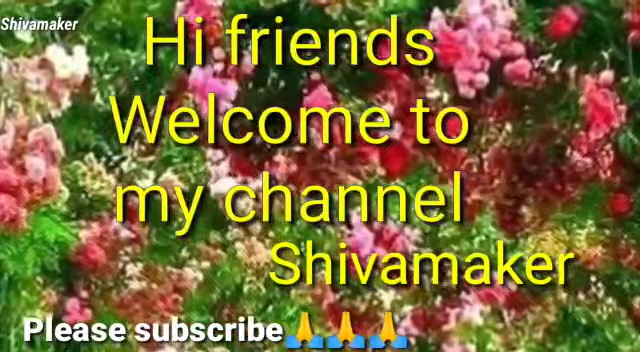 Shivamaker
Hi friends
Welcome to
my channel
Shivamaker
Please subscribe🙏🙏🙏